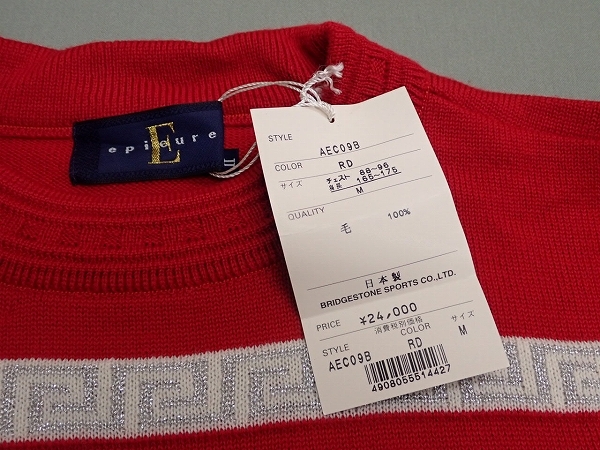 E
epicure
II
STYLE AEC09B
COLOR RD
サイズ チェスト 88~96
身長 165~175
M
QUALITY
毛 100%
日本製
BRIDGESTONE SPORTS CO.,LTD.
PRICE ¥24,000
消費税別価格
STYLE COLOR サイズ
AEC09B RD M
4908055514427